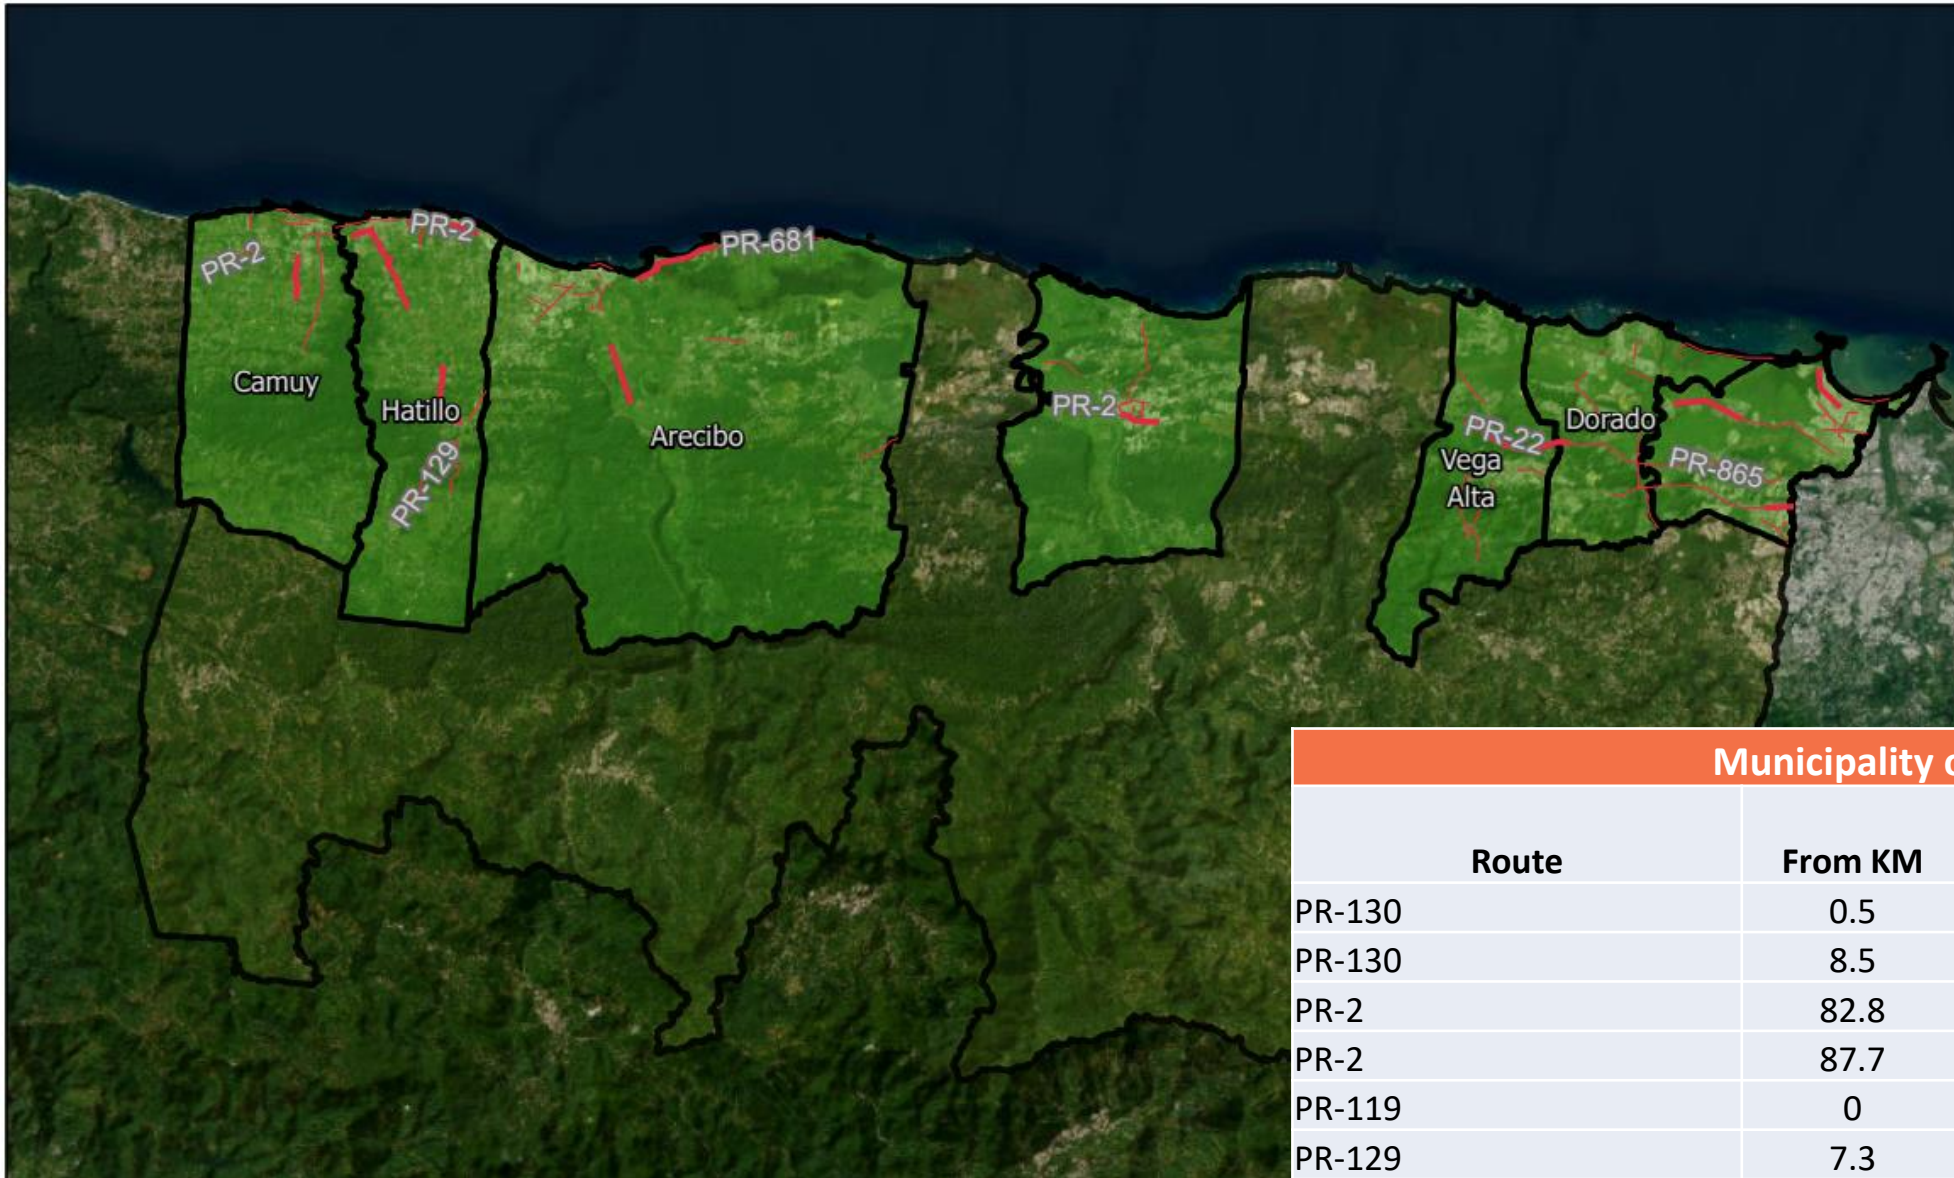 PR-2
PR-2
PR-681
Camuy
Hatillo
Arecibo
PR-129
PR-2
PR-22
Vega
Alta
Dorado
PR-865
Municipality
Route From KM
PR-130 0.5
PR-130 8.5
PR-2 82.8
PR-2 87.7
PR-119 0
PR-129 7.3